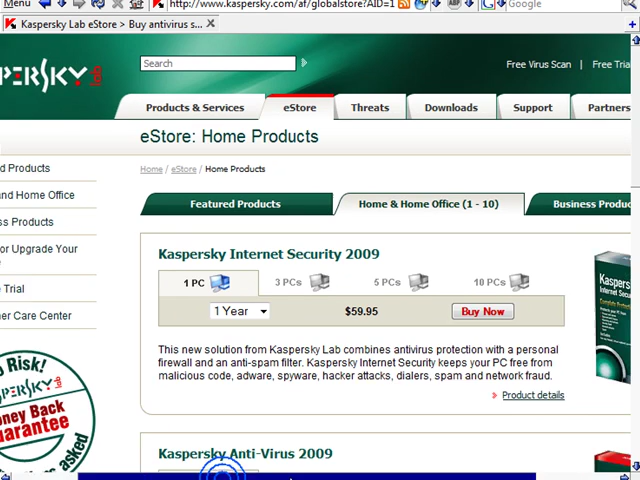 Menu
http://www.kaspersky.com/af/globalstore?AID=1
Google
Kaspersky Lab eStore > Buy antivirus s...
Search
Free Virus Scan | Free Tria
PERSKY lab
Products & Services
eStore
Threats
Downloads
Support
Partners
eStore: Home Products
d Products
Home / eStore / Home Products
and Home Office
Featured Products
Home & Home Office (1 - 10)
Business Produc
ss Products
or Upgrade Your
Kaspersky Internet Security 2009
e Trial
1 PC
3 PCs
5 PCs
10 PCs
er Care Center
1 Year
$59.95
Buy Now
This new solution from Kaspersky Lab combines antivirus protection with a personal
firewall and an anti-spam filter. Kaspersky Internet Security keeps your PC free from
malicious code, adware, spyware, hacker attacks, dialers, spam and network fraud.
Product details
Risk!
PERSKY
oney Back
uarantee
asked
Kaspersky Anti-Virus 2009